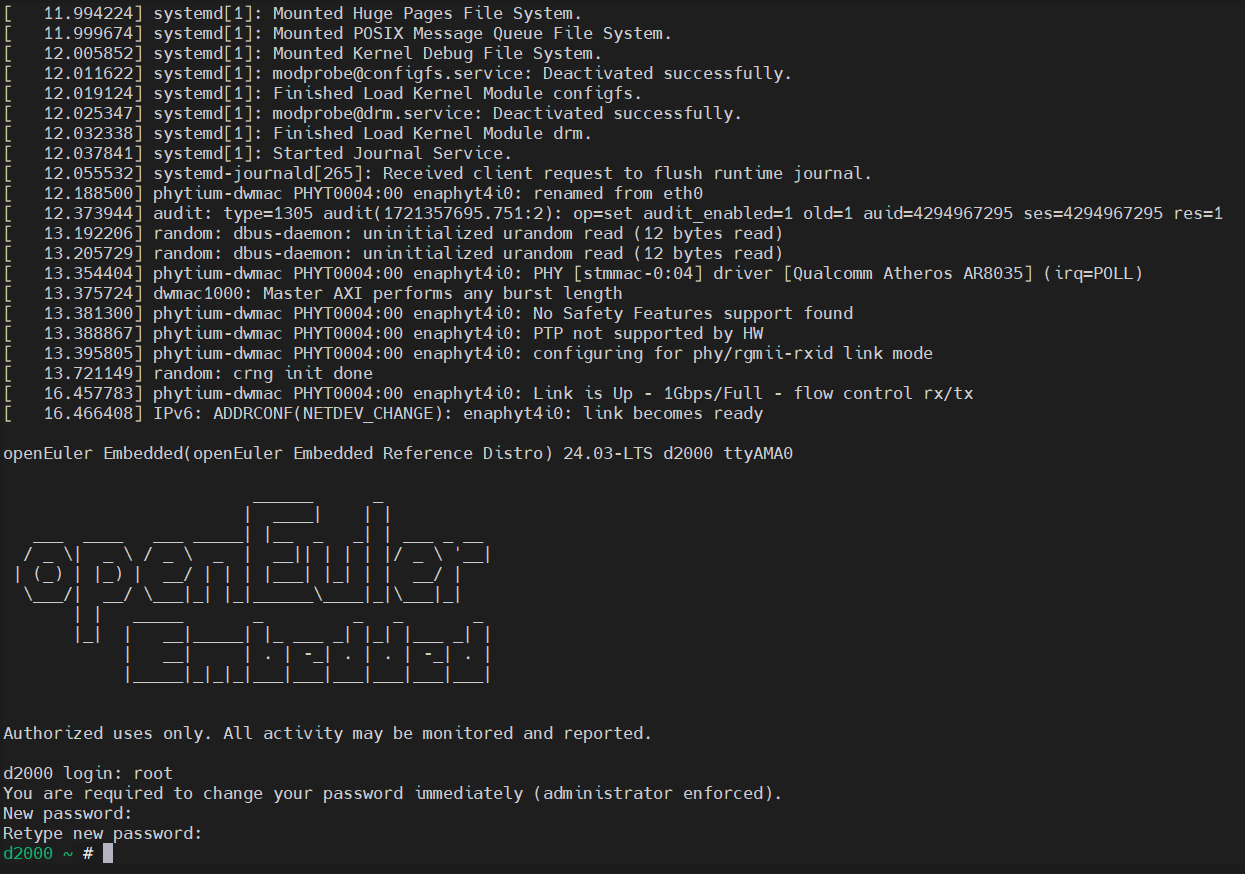 [   11.994224] systemd[1]: Mounted Huge Pages File System.
[   11.999674] systemd[1]: Mounted POSIX Message Queue File System.
[   12.005852] systemd[1]: Mounted Kernel Debug File System.
[   12.011622] systemd[1]: modprobe@configfs.service: Deactivated successfully.
[   12.019124] systemd[1]: Finished Load Kernel Module configfs.
[   12.025347] systemd[1]: modprobe@drm.service: Deactivated successfully.
[   12.032338] systemd[1]: Finished Load Kernel Module drm.
[   12.037841] systemd[1]: Started Journal Service.
[   12.055532] systemd-journald[265]: Received client request to flush runtime journal.
[   12.188500] phytium-dwmac PHYT0004:00 enaphyt4i0: renamed from eth0
[   12.373944] audit: type=1305 audit(1721357695.751:2): op=set audit_enabled=1 old=1 auid=4294967295 ses=4294967295 res=1
[   13.192206] random: dbus-daemon: uninitialized urandom read (12 bytes read)
[   13.205729] random: dbus-daemon: uninitialized urandom read (12 bytes read)
[   13.354404] phytium-dwmac PHYT0004:00 enaphyt4i0: PHY [stmmac-0:04] driver [Qualcomm Atheros AR8035] (irq=POLL)
[   13.375724] dwmac1000: Master AXI performs any burst length
[   13.381300] phytium-dwmac PHYT0004:00 enaphyt4i0: No Safety Features support found
[   13.388867] phytium-dwmac PHYT0004:00 enaphyt4i0: PTP not supported by HW
[   13.395805] phytium-dwmac PHYT0004:00 enaphyt4i0: configuring for phy/rgmii-rxid link mode
[   13.721149] random: crng init done
[   16.457783] phytium-dwmac PHYT0004:00 enaphyt4i0: Link is Up - 1Gbps/Full - flow control rx/tx
[   16.466408] IPv6: ADDRCONF(NETDEV_CHANGE): enaphyt4i0: link becomes ready
openEuler Embedded(openEuler Embedded Reference Distro) 24.03-LTS d2000 ttyAMA0
openEuler
Embedded
Authorized uses only. All activity may be monitored and reported.
d2000 login: root
You are required to change your password immediately (administrator enforced).
New password:
Retype new password:
d2000 ~ #